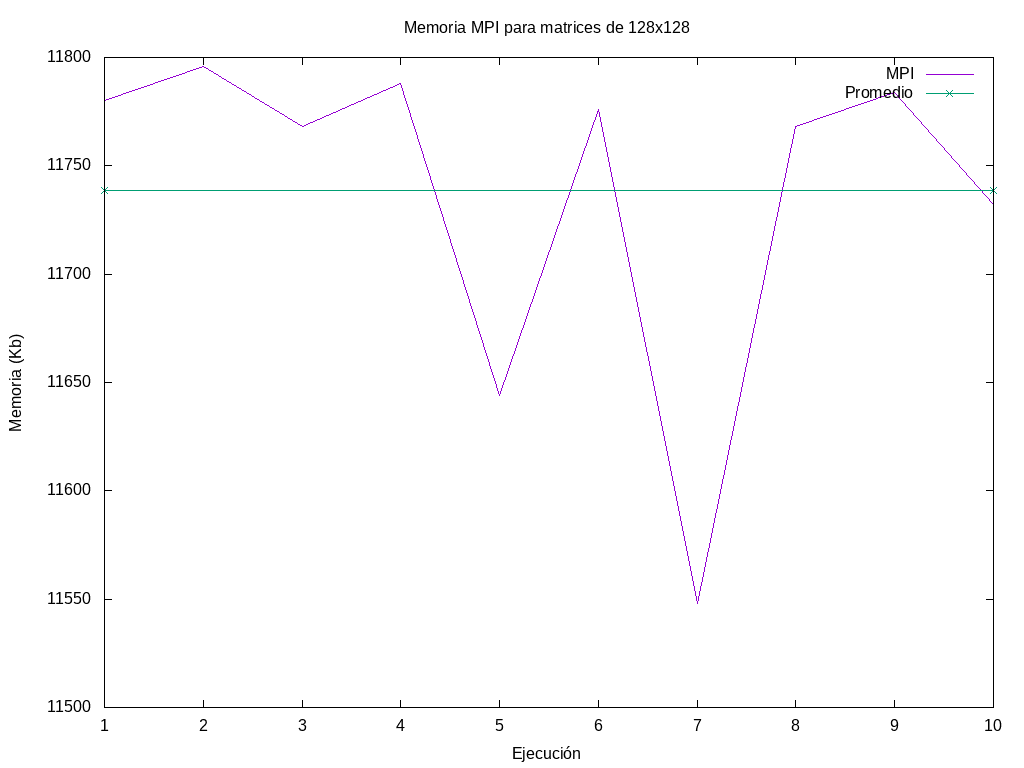 Memoria MPI para matrices de 128x128
11800
11750
11700
11650
11600
11550
11500
1 2 3 4 5 6 7 8 9 10
Memoria (Kb)
Ejecución
MPI
Promedio